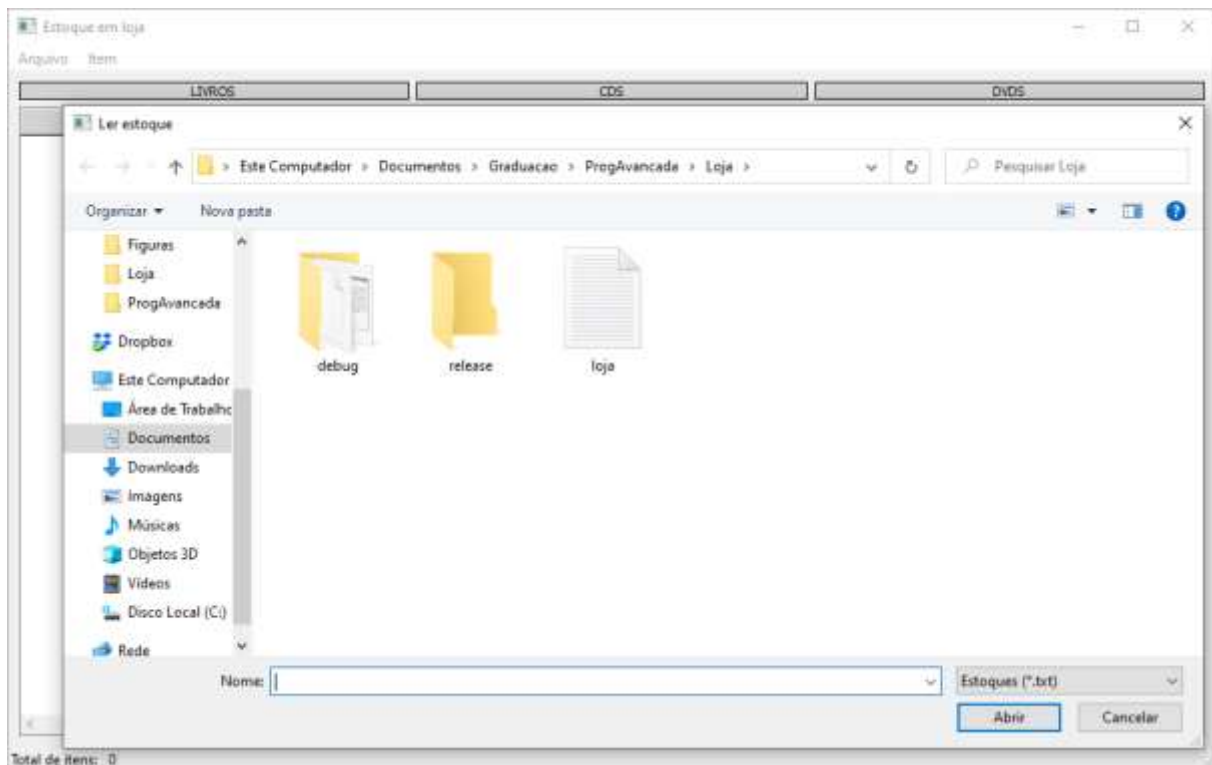 Estoque em loja
Arquivo Item
LIVROS CDS DVDS
Ler estoque
Este Computador > Documentos > Graduacao > ProgAvancada > Loja >
Pesquisar Loja
Organizar Nova pasta
Figuras
Loja
ProgAvancada
Dropbox
Este Computador
Área de Trabalho
Documentos
Downloads
Imagens
Músicas
Objetos 3D
Vídeos
Disco Local (C:)
Rede
debug release loja
Nome: Estoques (*.txt)
Abrir Cancelar
Total de itens: 0